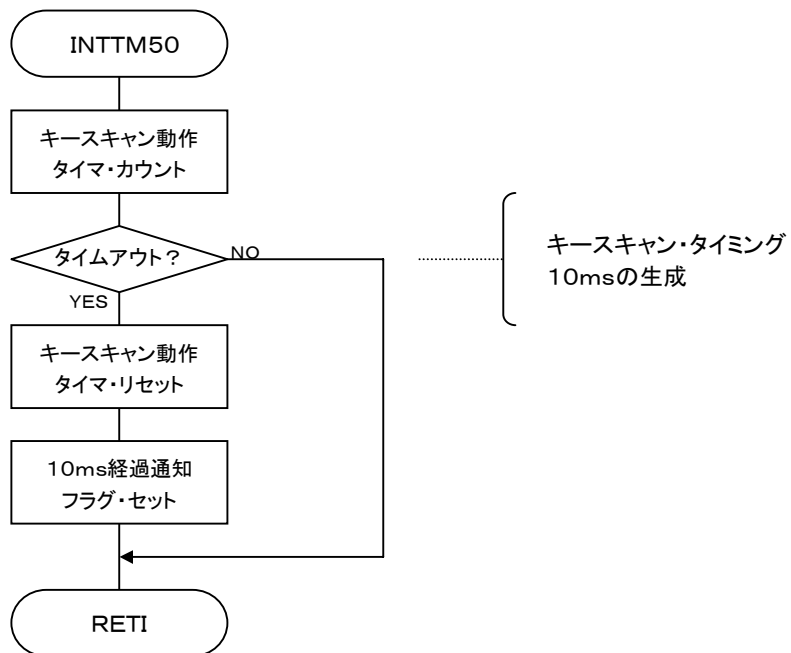 INTTM50
キースキャン動作
タイマ・カウント
タイムアウト?
NO
YES
キースキャン・タイミング
10msの生成
キースキャン動作
タイマ・リセット
10ms経過通知
フラグ・セット
RETI